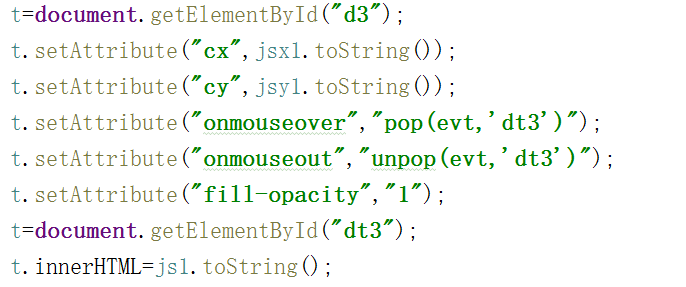 t=document.getElementById("d3");
t.setAttribute("cx",jsx1.toString());
t.setAttribute("cy",jsy1.toString());
t.setAttribute("onmouseover","pop(evt,'dt3')");
t.setAttribute("onmouseout","unpop(evt,'dt3')");
t.setAttribute("fill-opacity","1");
t=document.getElementById("dt3");
t.innerHTML=js1.toString();